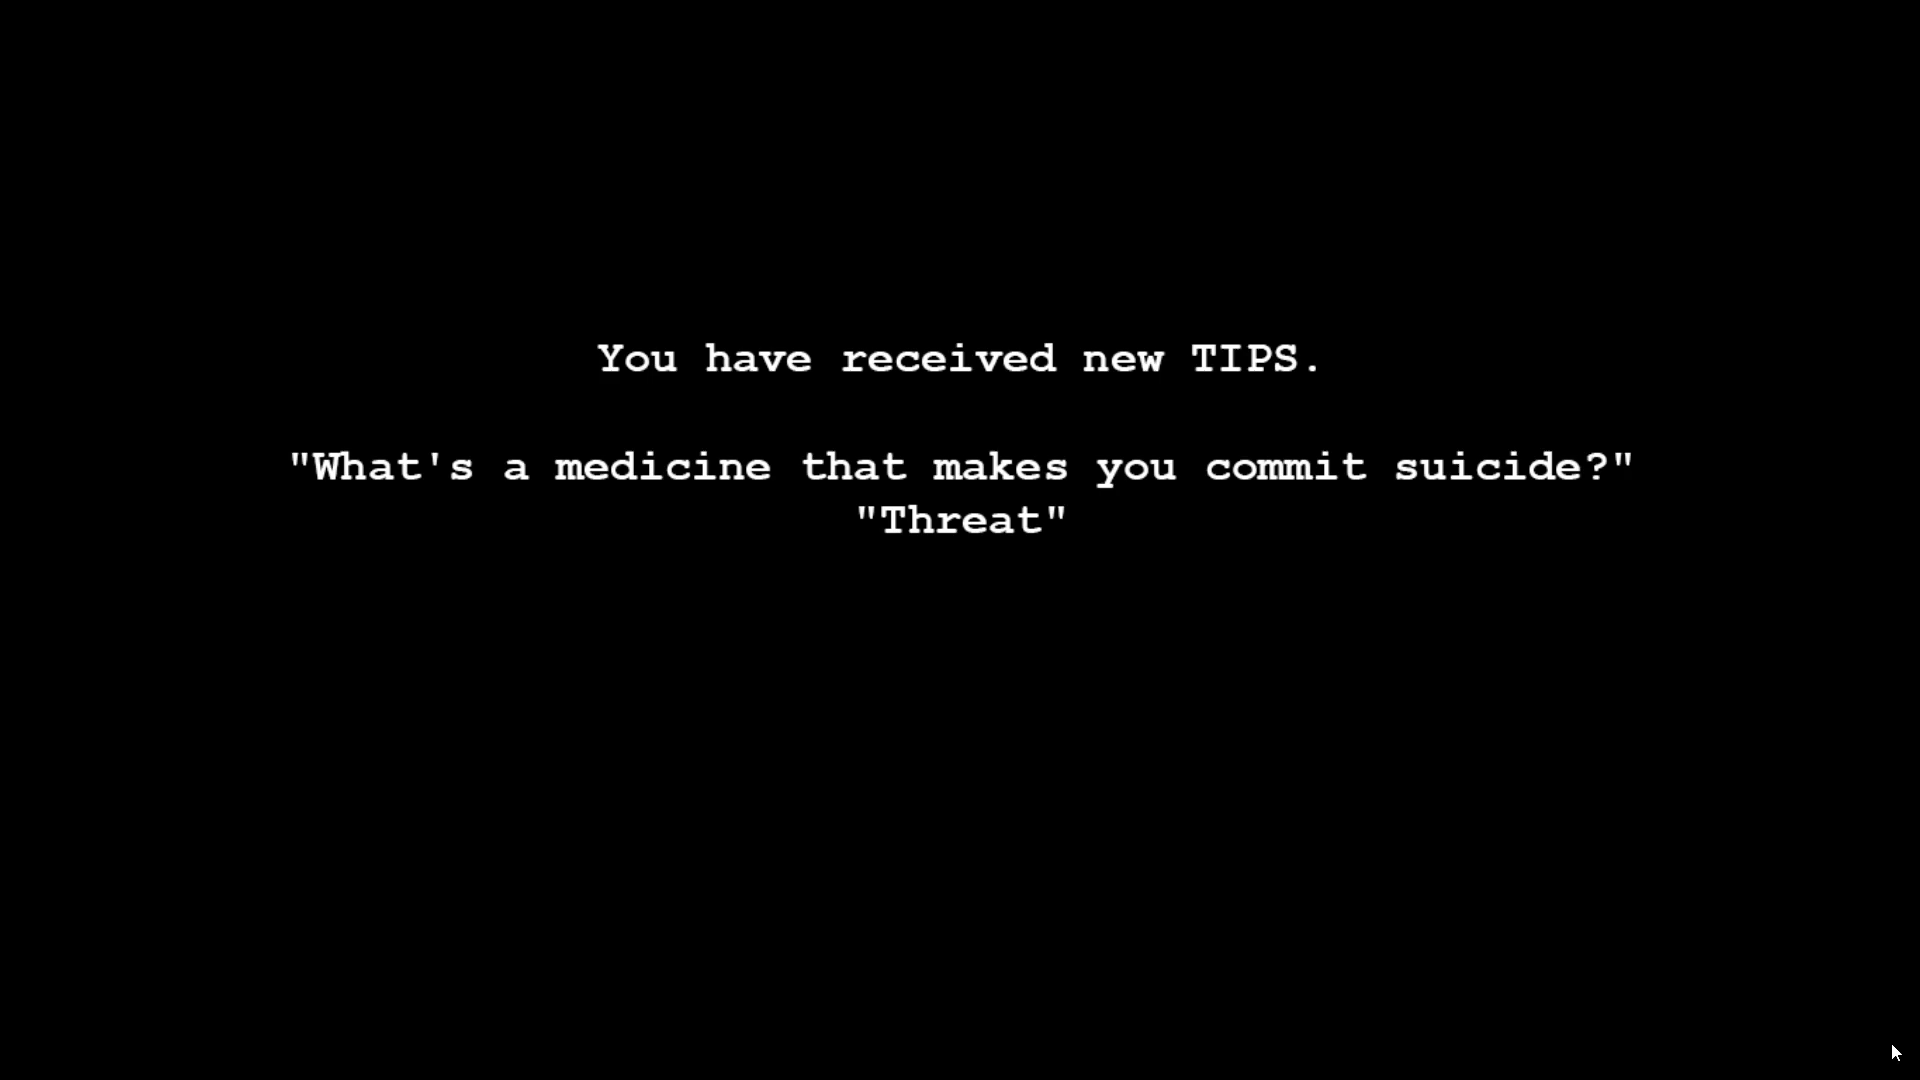 You have received new TIPS.
"What's a medicine that makes you commit suicide?"
"Threat"